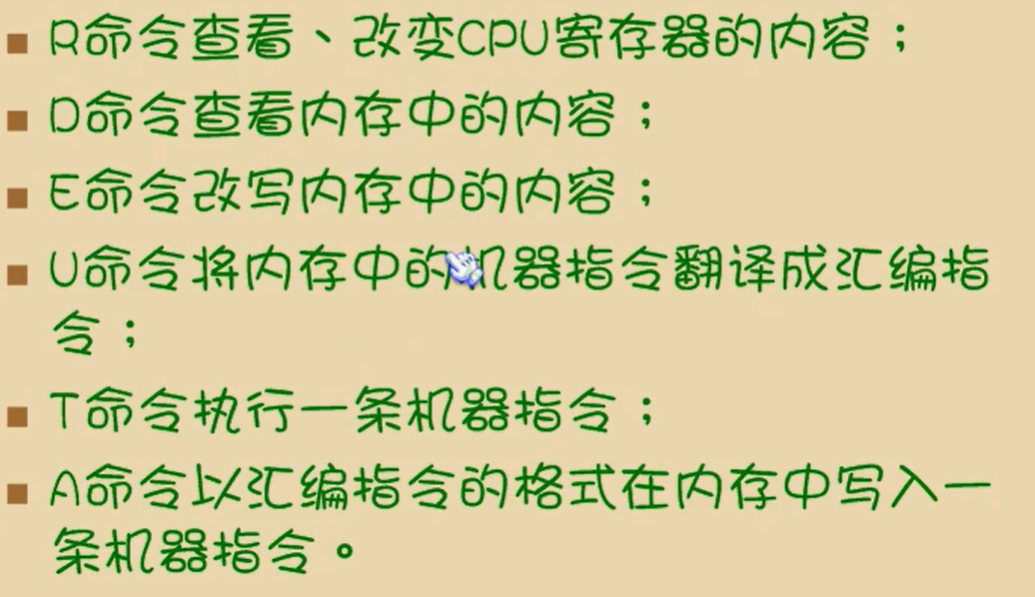 R命令查看、改变CPU寄存器的内容；
D命令查看内存中的内容；
E命令改写内存中的内容；
U命令将内存中的机器指令翻译成汇编指
令；
T命令执行一条机器指令；
A命令以汇编指令的格式在内存中写入一
条机器指令。